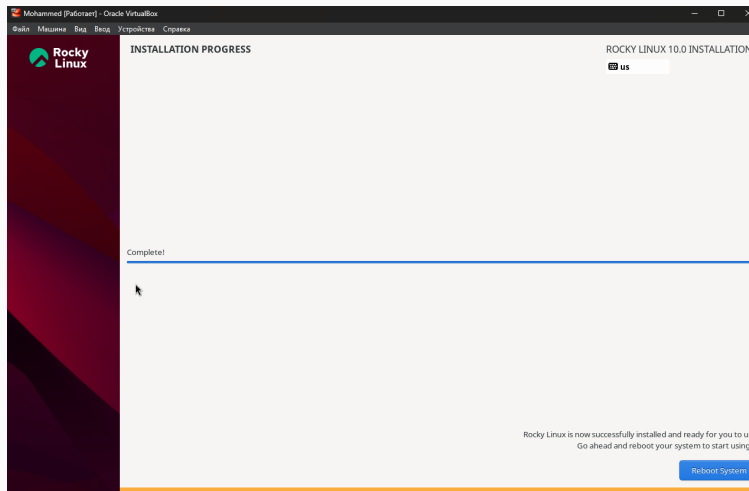 Mohammed [Работает] - Oracle VirtualBox
Файл Машина Вид Ввод Устройства Справка
Rocky
Linux
INSTALLATION PROGRESS
ROCKY LINUX 10.0 INSTALLATION
us
Complete!
Rocky Linux is now successfully installed and ready for you to u
Go ahead and reboot your system to start using
Reboot System